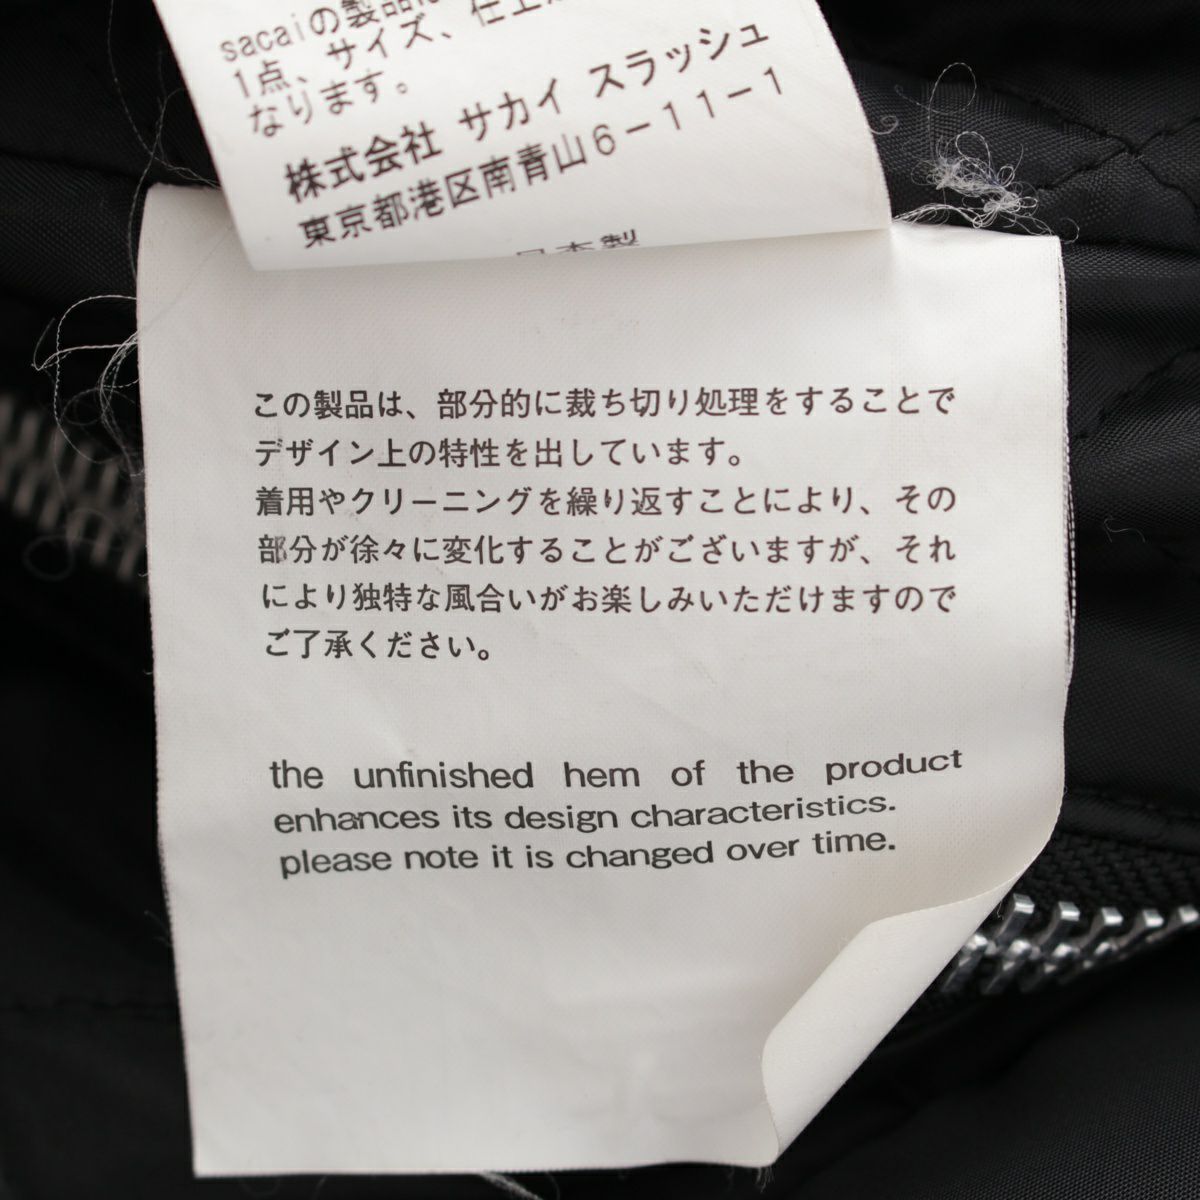 sacaiの製品は
1点、サイズ、仕上
なります。
株式会社 サカイ スラッシュ
東京都港区南青山6-11-1
日本製
この製品は、部分的に裁ち切り処理をすることで
デザイン上の特性を出しています。
着用やクリーニングを繰り返すことにより、その
部分が徐々に変化することがございますが、それ
により独特な風合いがお楽しみいただけますので
ご了承ください。
the unfinished hem of the product
enhances its design characteristics.
please note it is changed over time.